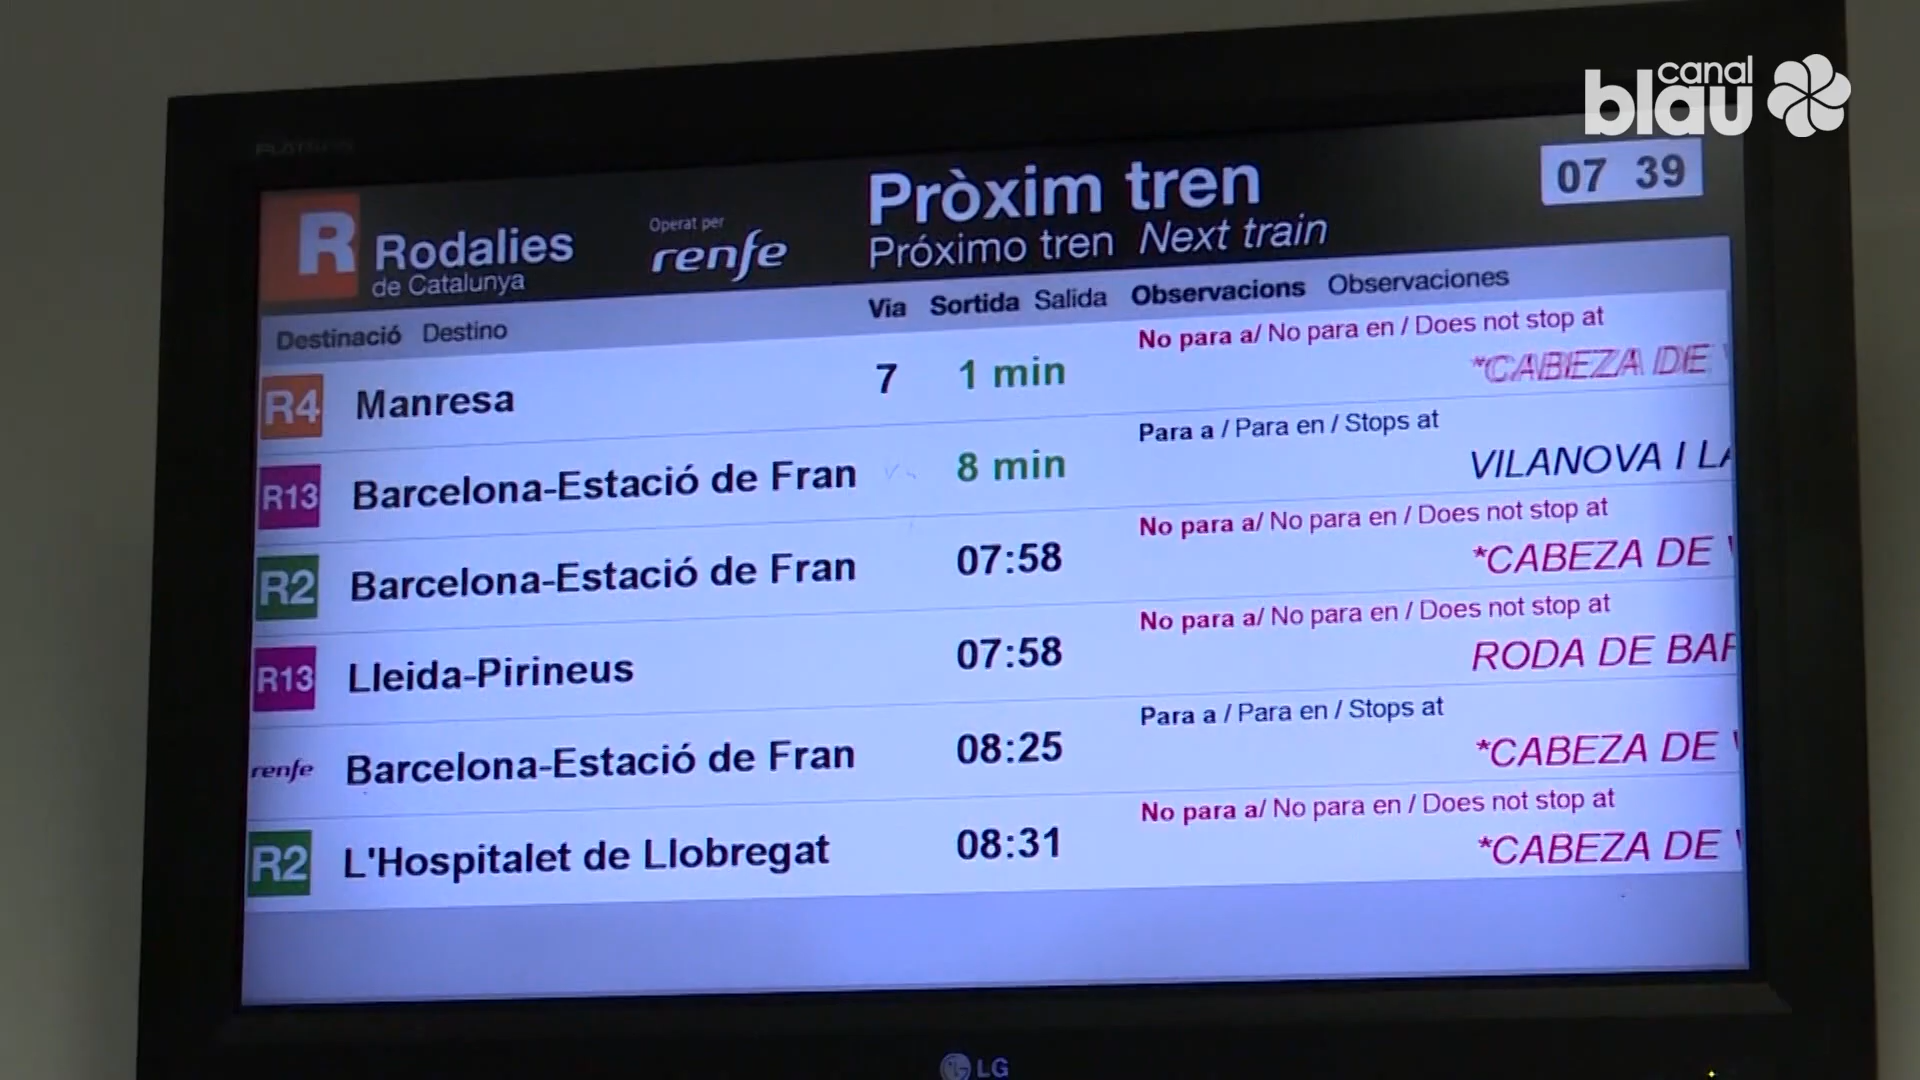 canal
blau
R Rodalies
de Catalunya
Operat per
renfe
Pròxim tren
Próximo tren Next train
07 39
Destinació Destino Via Sortida Salida Observacions Observaciones
R4 Manresa 7 1 min No para a/ No para en / Does not stop at
*CABEZA DE
R13 Barcelona-Estació de Fran 8 min Para a / Para en / Stops at
VILANOVA I LA
R2 Barcelona-Estació de Fran 07:58 No para a/ No para en / Does not stop at
*CABEZA DE
R13 Lleida-Pirineus 07:58 No para a/ No para en / Does not stop at
RODA DE BAR
renfe Barcelona-Estació de Fran 08:25 Para a / Para en / Stops at
*CABEZA DE
R2 L'Hospitalet de Llobregat 08:31 No para a/ No para en / Does not stop at
*CABEZA DE
LG